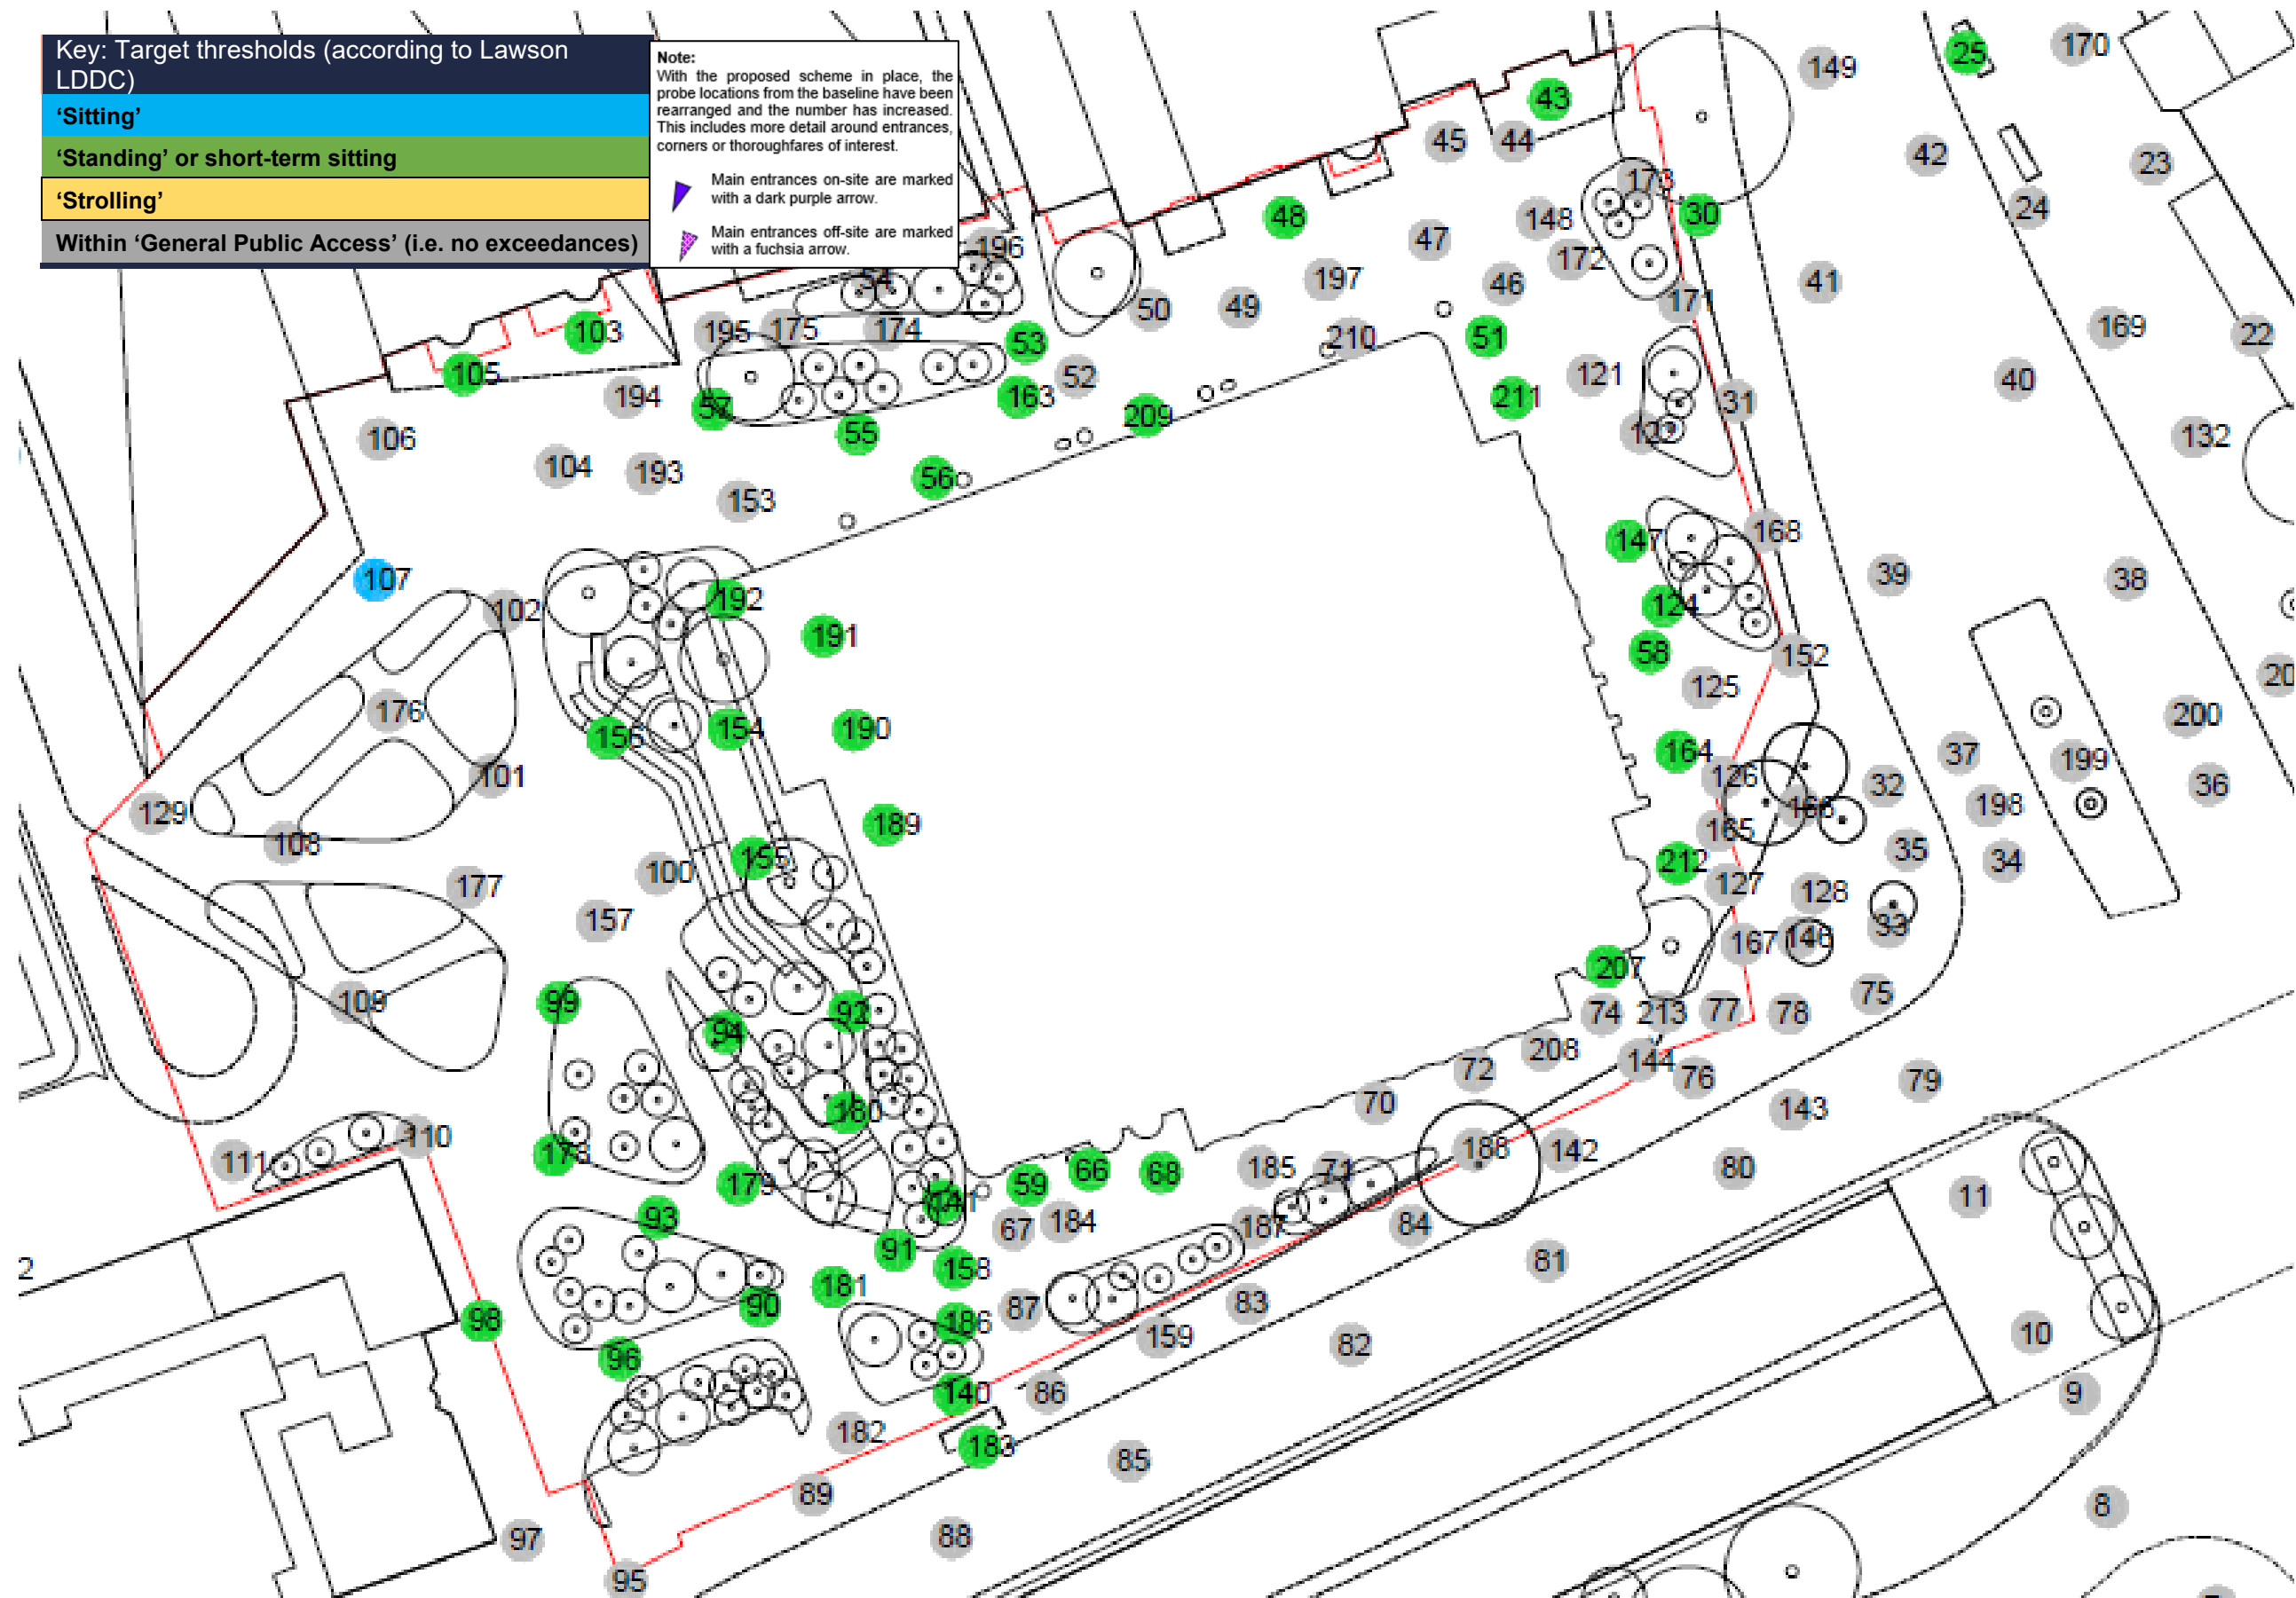 Key: Target thresholds (according to Lawson
LDDC)
‘Sitting’
‘Standing’ or short-term sitting
‘Strolling’
Within ‘General Public Access’ (i.e. no exceedances)
Note:
With the proposed scheme in place, the
probe locations from the baseline have been
rearranged and the number has increased.
This includes more detail around entrances,
corners or thoroughfares of interest.
Main entrances on-site are marked
with a dark purple arrow.
Main entrances off-site are marked
with a fuchsia arrow.
25 170
149
43
45 44 42 23
173
48 148 30 24
196 47 172
54 197 46 41
50 49 171
103 195 175 174 53 210 51 169 22
105 194 57 163 52 209 211 121 31 40
106 55 122 132
104 193 56
153 147 168
107 102 192 124 39 38
191 58 152
176 156 154 190 125 200 20
101 164 126 37 199
129 32 166 198 36
108 189 165 35 34
100 155 212
177 127 128
157 207 167 146 33
109 99 94 92 74 213 77 78 75
208
72 144 76 79
110 180 70 143
111 178 179 59 66 68 185 71 188 142 80
93 141 67 184 187 84 11
2 91 158 81
98 90 181 186 87 83 10
96 159 82
182 140 86 9
183 85
89 8
97 88
95